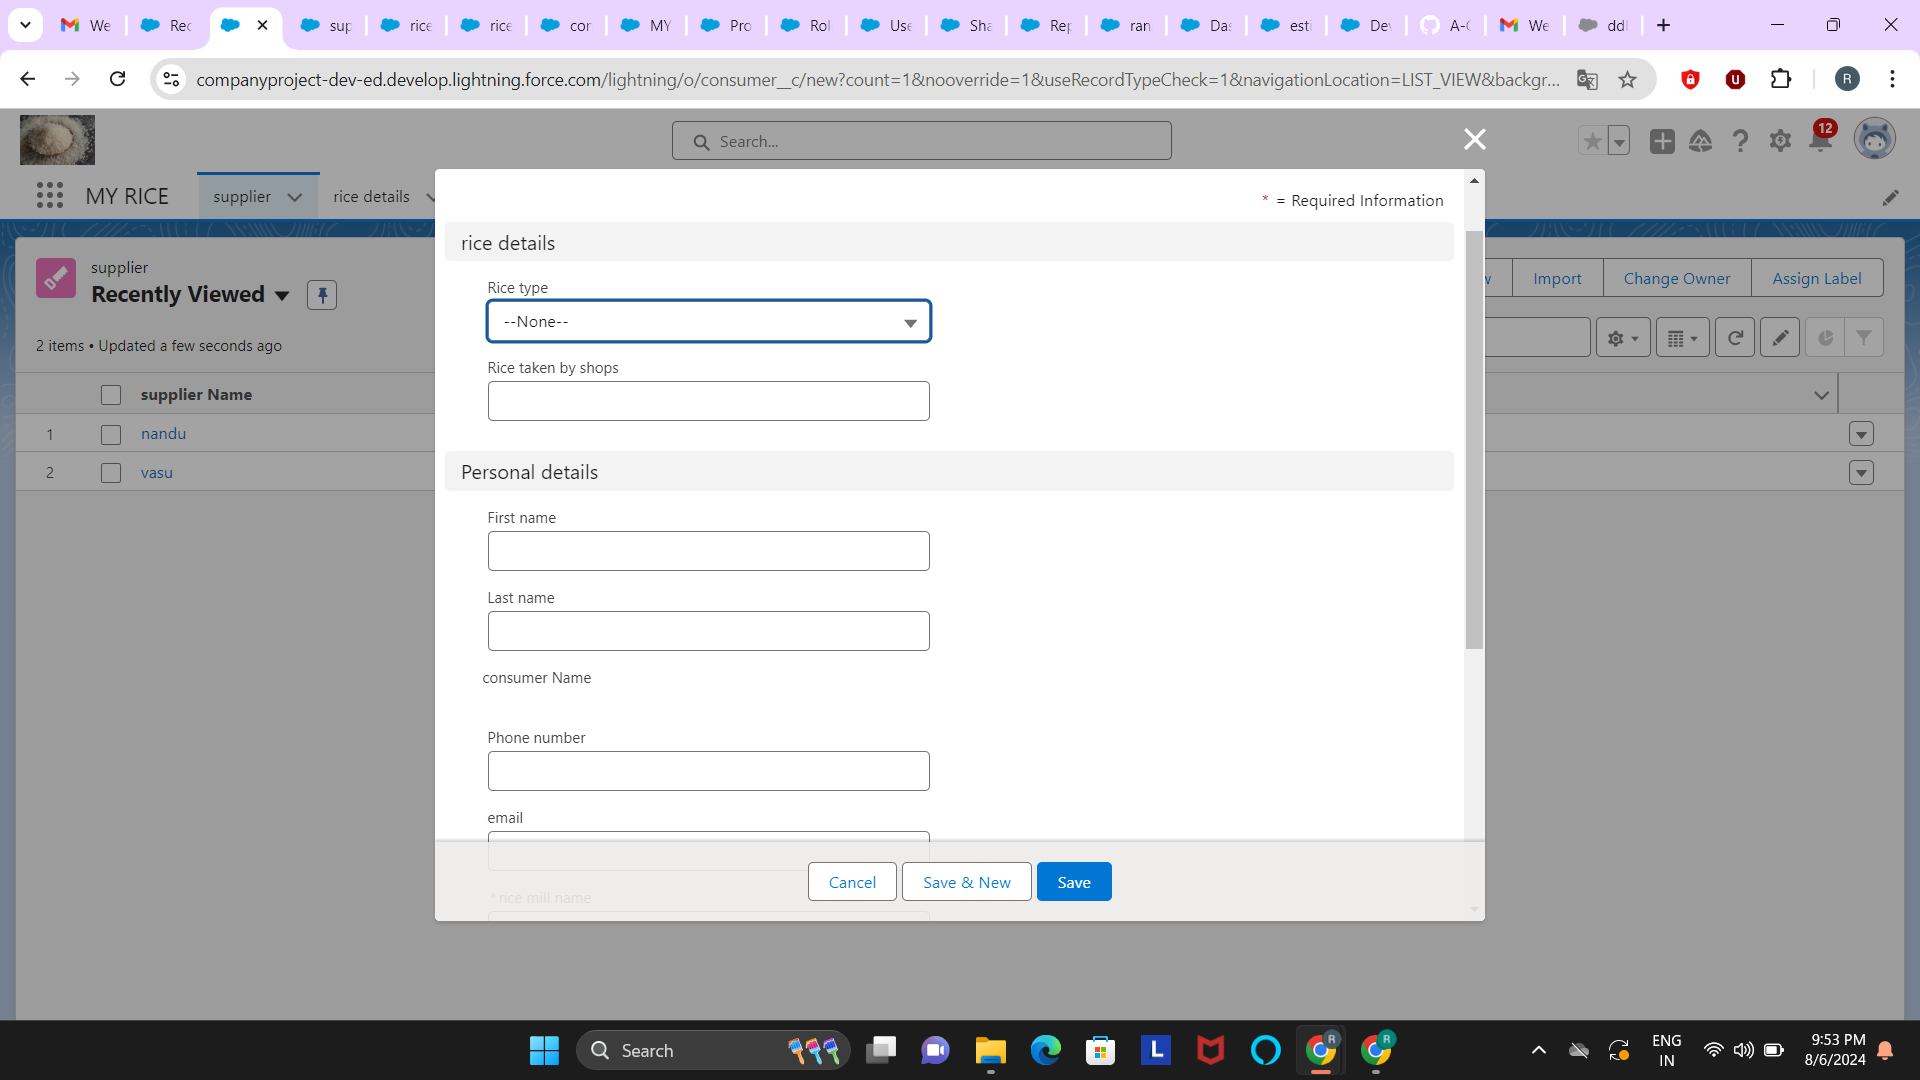 We
Rec
sup
rice
rice
cor
MY
Pro
Rol
Use
Sha
Rep
ran
Das
esti
Dev
A-C
We
ddl
companyproject-dev-ed.develop.lightning.force.com/lightning/o/consumer__c/new?count=1&nooverride=1&useRecordTypeCheck=1&navigationLocation=LIST_VIEW&backgr...
R
Search...
12
MY RICE
supplier
rice details
* = Required Information
rice details
supplier
Recently Viewed
Import
Change Owner
Assign Label
Rice type
--None--
2 items • Updated a few seconds ago
Rice taken by shops
supplier Name
1
nandu
2
vasu
Personal details
First name
Last name
consumer Name
Phone number
email
* rice mill name
Cancel
Save & New
Save
Search
L
R
R
ENG
IN
9:53 PM
8/6/2024